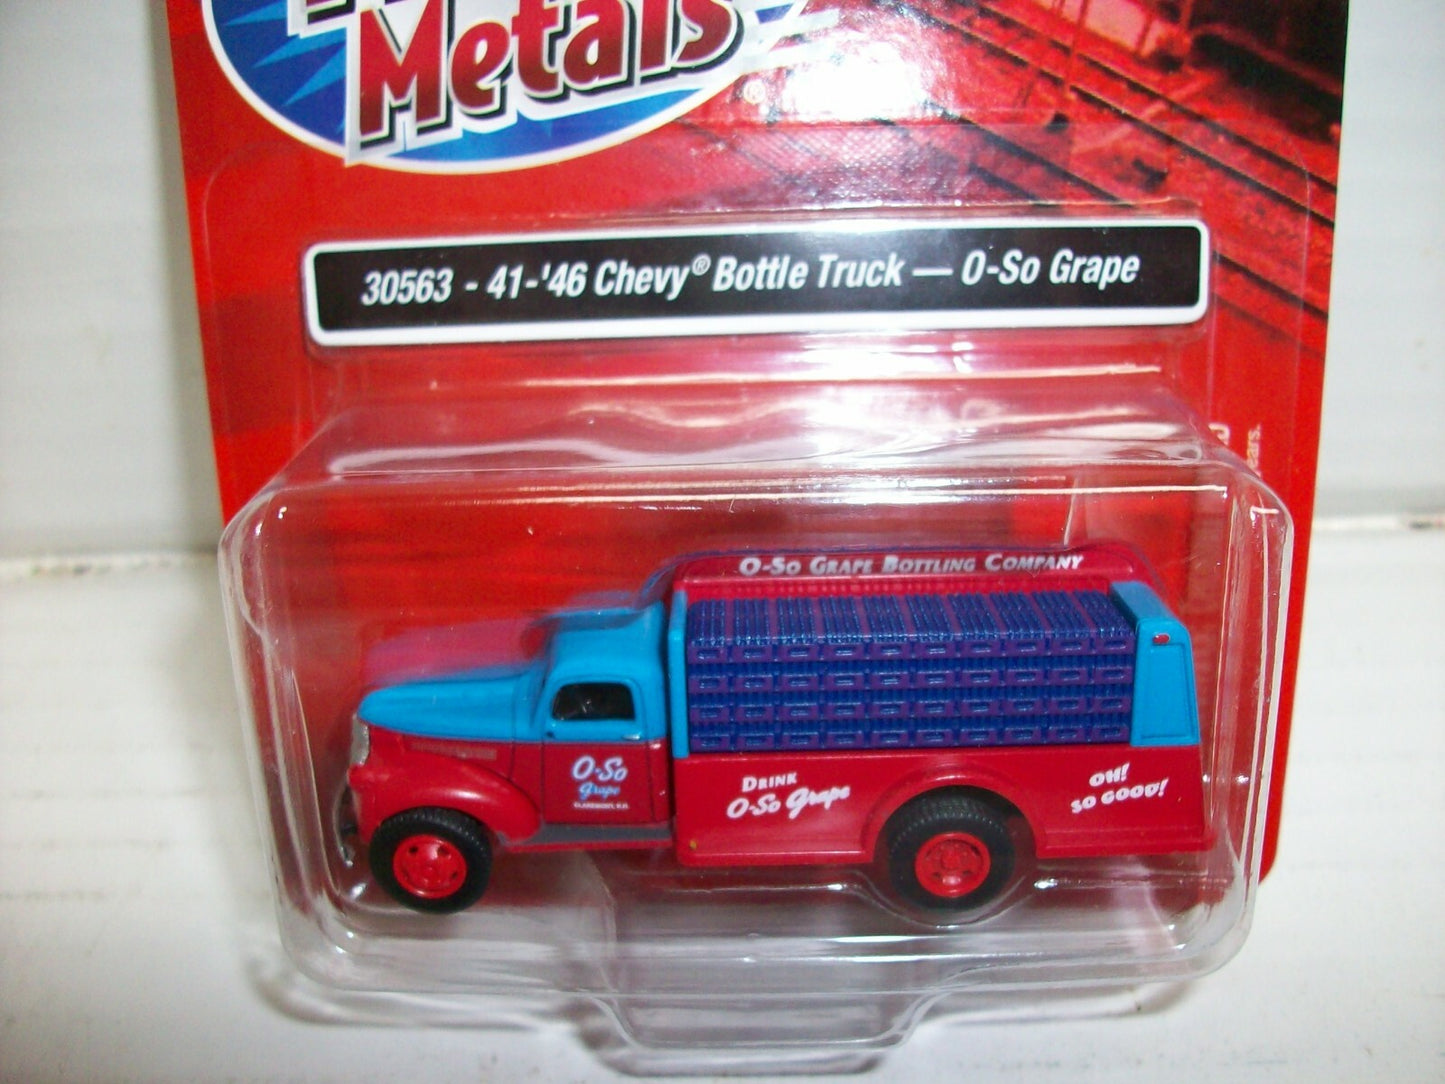 Metals
®
30563 - 41-'46 Chevy® Bottle Truck — O-So Grape
O-So Grape Bottling Company
O-So
grape
CLAREMONT, N.H.
DRINK
O-So grape
OH!
SO GOOD!